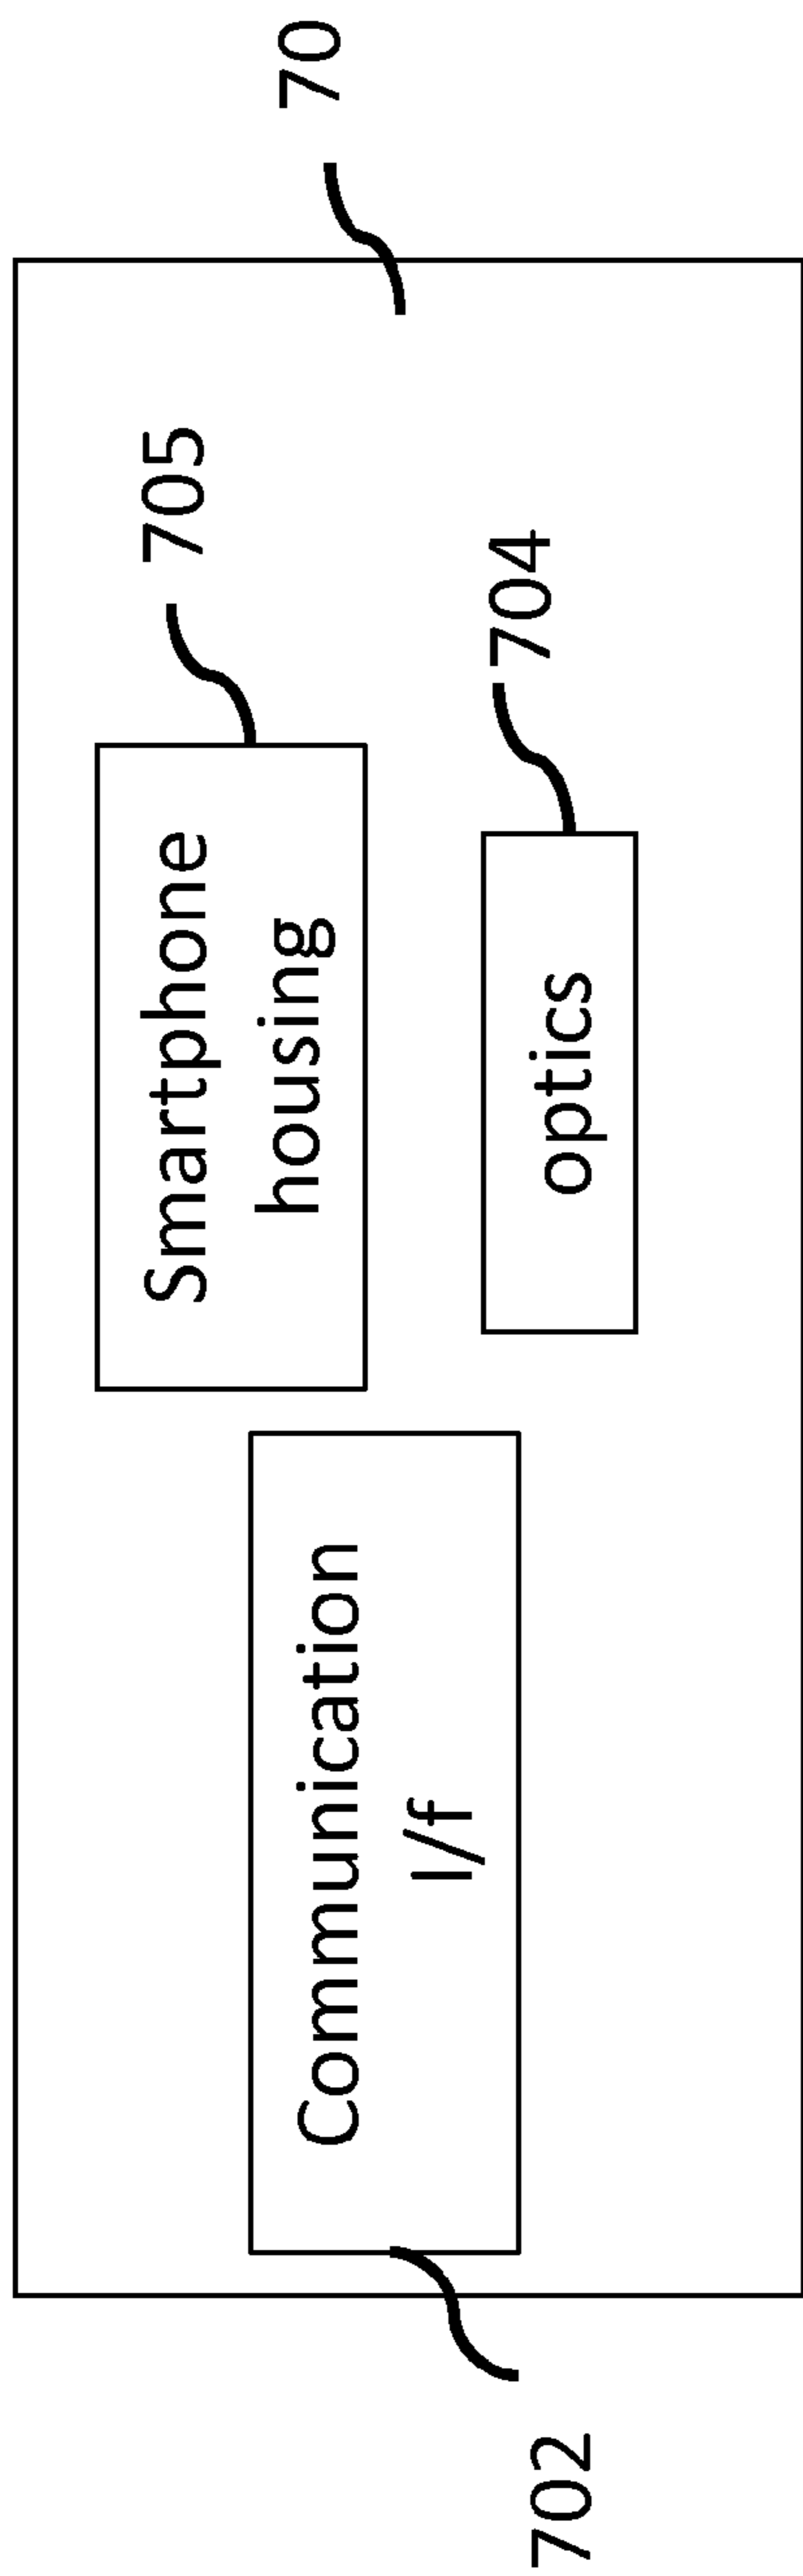 70
705
Smartphone
housing
704
optics
Communication
I/f
702